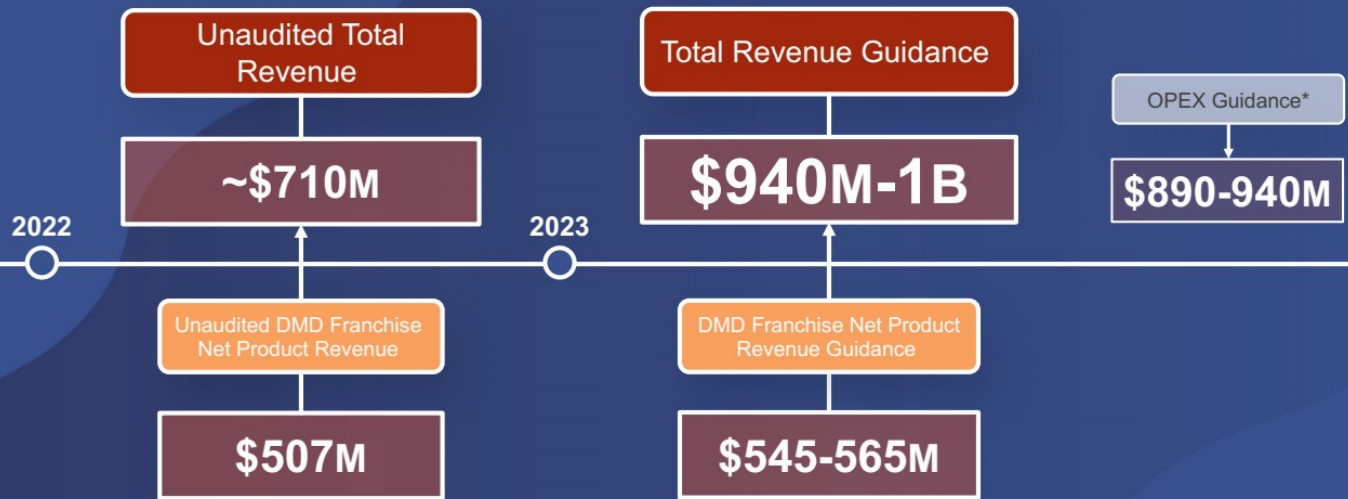 Unaudited Total
Revenue
~$710M
Total Revenue Guidance
$940M-1B
OPEX Guidance*
$890-940M
2022
2023
Unaudited DMD Franchise
Net Product Revenue
$507M
DMD Franchise Net Product
Revenue Guidance
$545-565M